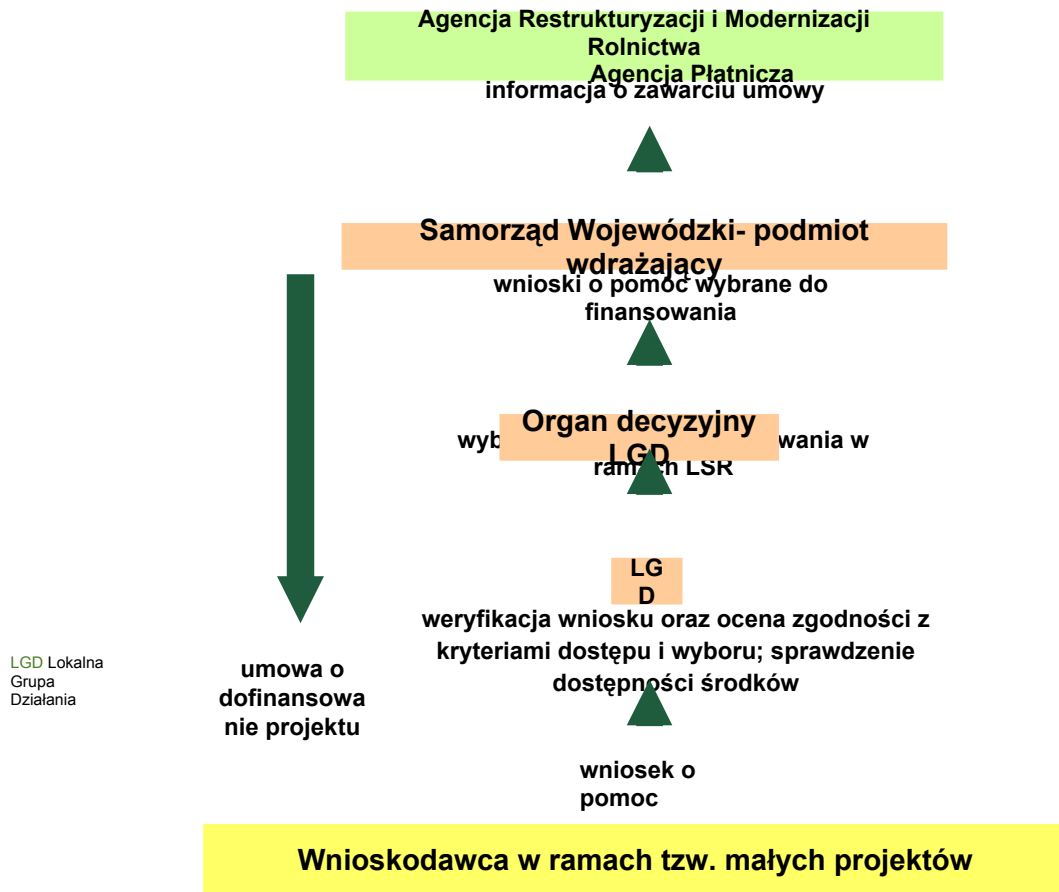 Agencja Restrukturyzacji i Modernizacji
Rolnictwa
Agencja Płatnicza
informacja o zawarciu umowy
Samorząd Wojewódzki- podmiot
wdrażający
wnioski o pomoc wybrane do
finansowania
Organ decyzyjny
LGD
wania w
LSR
LG
D
weryfikacja wniosku oraz ocena zgodności z
kryteriami dostępu i wyboru; sprawdzenie
dostępności środków
LGD Lokalna
Grupa
Działania
umowa o
dofinansowa
nie projektu
wniosek o
pomoc
Wnioskodawca w ramach tzw. małych projektów